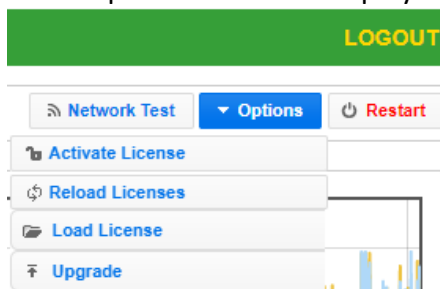 LOGOUT
Network Test Options Restart
Activate License
Reload Licenses
Load License
Upgrade